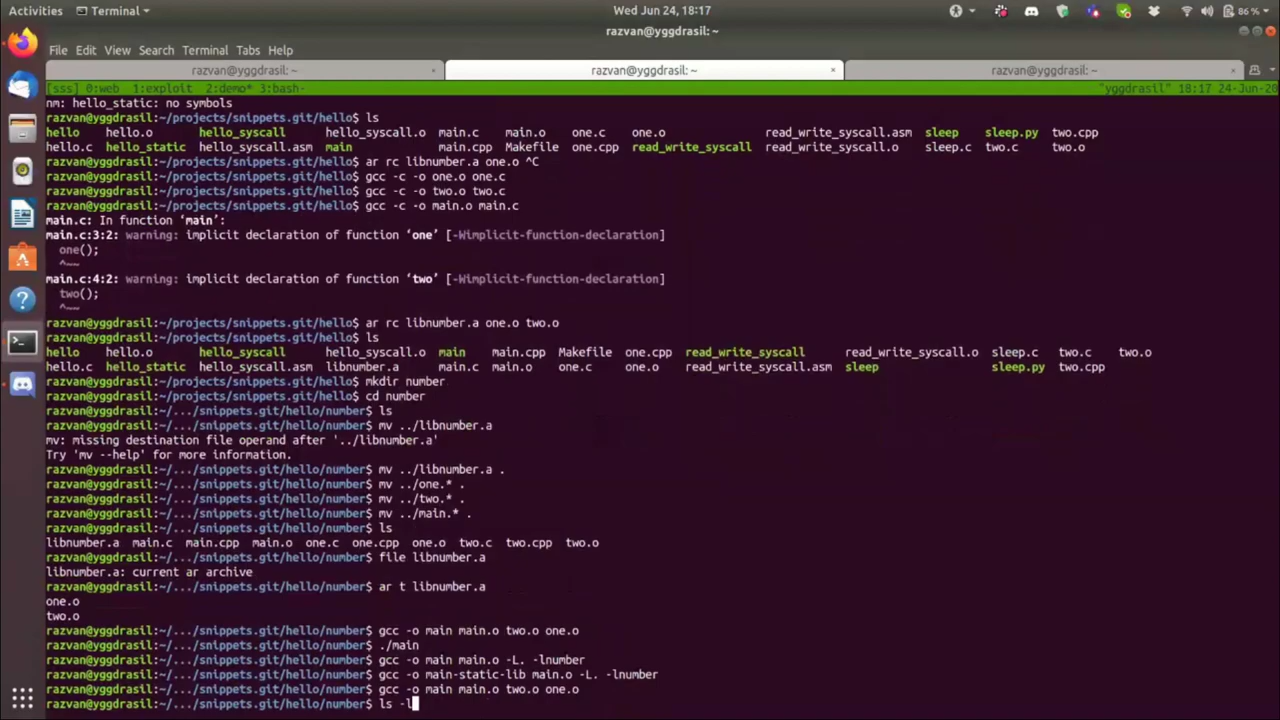 Activities Terminal Wed Jun 24, 18:17 86 %
razvan@yggdrasil: ~
File Edit View Search Terminal Tabs Help
razvan@yggdrasil: ~ × razvan@yggdrasil: ~ × razvan@yggdrasil: ~ ×
[sss] 0:web 1:exploit 2:demo* 3:bash- "yggdrasil" 18:17 24-Jun-20
nm: hello_static: no symbols
razvan@yggdrasil:~/projects/snippets.git/hello$ ls
hello hello.o hello_syscall hello_syscall.o main.c main.o one.c one.o read_write_syscall.asm sleep sleep.py two.cpp
hello.c hello_static hello_syscall.asm main main.cpp Makefile one.cpp read_write_syscall read_write_syscall.o sleep.c two.c two.o
razvan@yggdrasil:~/projects/snippets.git/hello$ ar rc libnumber.a one.o ^C
razvan@yggdrasil:~/projects/snippets.git/hello$ gcc -c -o one.o one.c
razvan@yggdrasil:~/projects/snippets.git/hello$ gcc -c -o two.o two.c
razvan@yggdrasil:~/projects/snippets.git/hello$ gcc -c -o main.o main.c
main.c: In function ‘main’:
main.c:3:2: warning: implicit declaration of function ‘one’ [-Wimplicit-function-declaration]
one();
^~~
main.c:4:2: warning: implicit declaration of function ‘two’ [-Wimplicit-function-declaration]
two();
^~~
razvan@yggdrasil:~/projects/snippets.git/hello$ ar rc libnumber.a one.o two.o
razvan@yggdrasil:~/projects/snippets.git/hello$ ls
hello hello.o hello_syscall hello_syscall.o main main.cpp Makefile one.cpp read_write_syscall read_write_syscall.o sleep.c two.c two.o
hello.c hello_static hello_syscall.asm libnumber.a main.c main.o one.c one.o read_write_syscall.asm sleep sleep.py two.cpp
razvan@yggdrasil:~/projects/snippets.git/hello$ mkdir number
razvan@yggdrasil:~/projects/snippets.git/hello$ cd number
razvan@yggdrasil:~/.../snippets.git/hello/number$ ls
razvan@yggdrasil:~/.../snippets.git/hello/number$ mv ../libnumber.a
mv: missing destination file operand after '../libnumber.a'
Try 'mv --help' for more information.
razvan@yggdrasil:~/.../snippets.git/hello/number$ mv ../libnumber.a .
razvan@yggdrasil:~/.../snippets.git/hello/number$ mv ../one.* .
razvan@yggdrasil:~/.../snippets.git/hello/number$ mv ../two.* .
razvan@yggdrasil:~/.../snippets.git/hello/number$ mv ../main.* .
razvan@yggdrasil:~/.../snippets.git/hello/number$ ls
libnumber.a main.c main.cpp main.o one.c one.cpp one.o two.c two.cpp two.o
razvan@yggdrasil:~/.../snippets.git/hello/number$ file libnumber.a
libnumber.a: current ar archive
razvan@yggdrasil:~/.../snippets.git/hello/number$ ar t libnumber.a
one.o
two.o
razvan@yggdrasil:~/.../snippets.git/hello/number$ gcc -o main main.o two.o one.o
razvan@yggdrasil:~/.../snippets.git/hello/number$ ./main
razvan@yggdrasil:~/.../snippets.git/hello/number$ gcc -o main main.o -L. -lnumber
razvan@yggdrasil:~/.../snippets.git/hello/number$ gcc -o main-static-lib main.o -L. -lnumber
razvan@yggdrasil:~/.../snippets.git/hello/number$ gcc -o main main.o two.o one.o
razvan@yggdrasil:~/.../snippets.git/hello/number$ ls -l